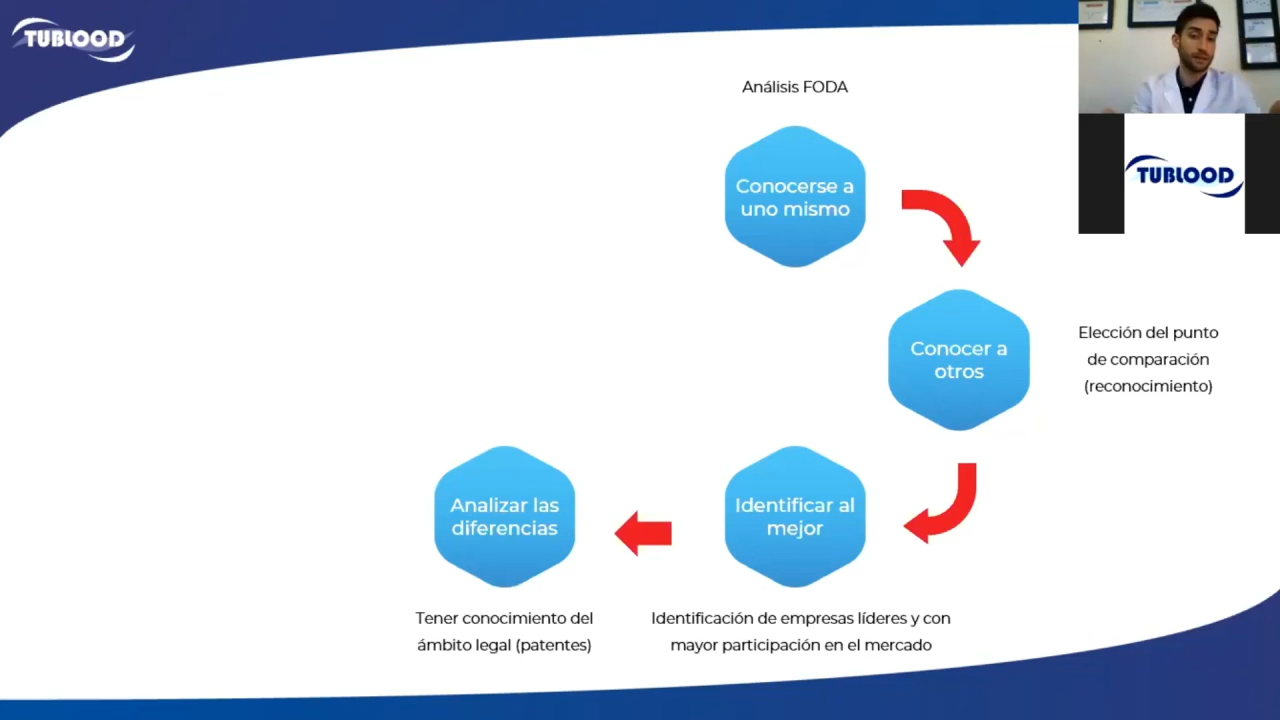 TUBLOOD
Análisis FODA
Conocerse a
uno mismo
TUBLOOD
Conocer a
otros
Elección del punto
de comparación
(reconocimiento)
Identificar al
mejor
Identificación de empresas líderes y con
mayor participación en el mercado
Analizar las
diferencias
Tener conocimiento del
ámbito legal (patentes)